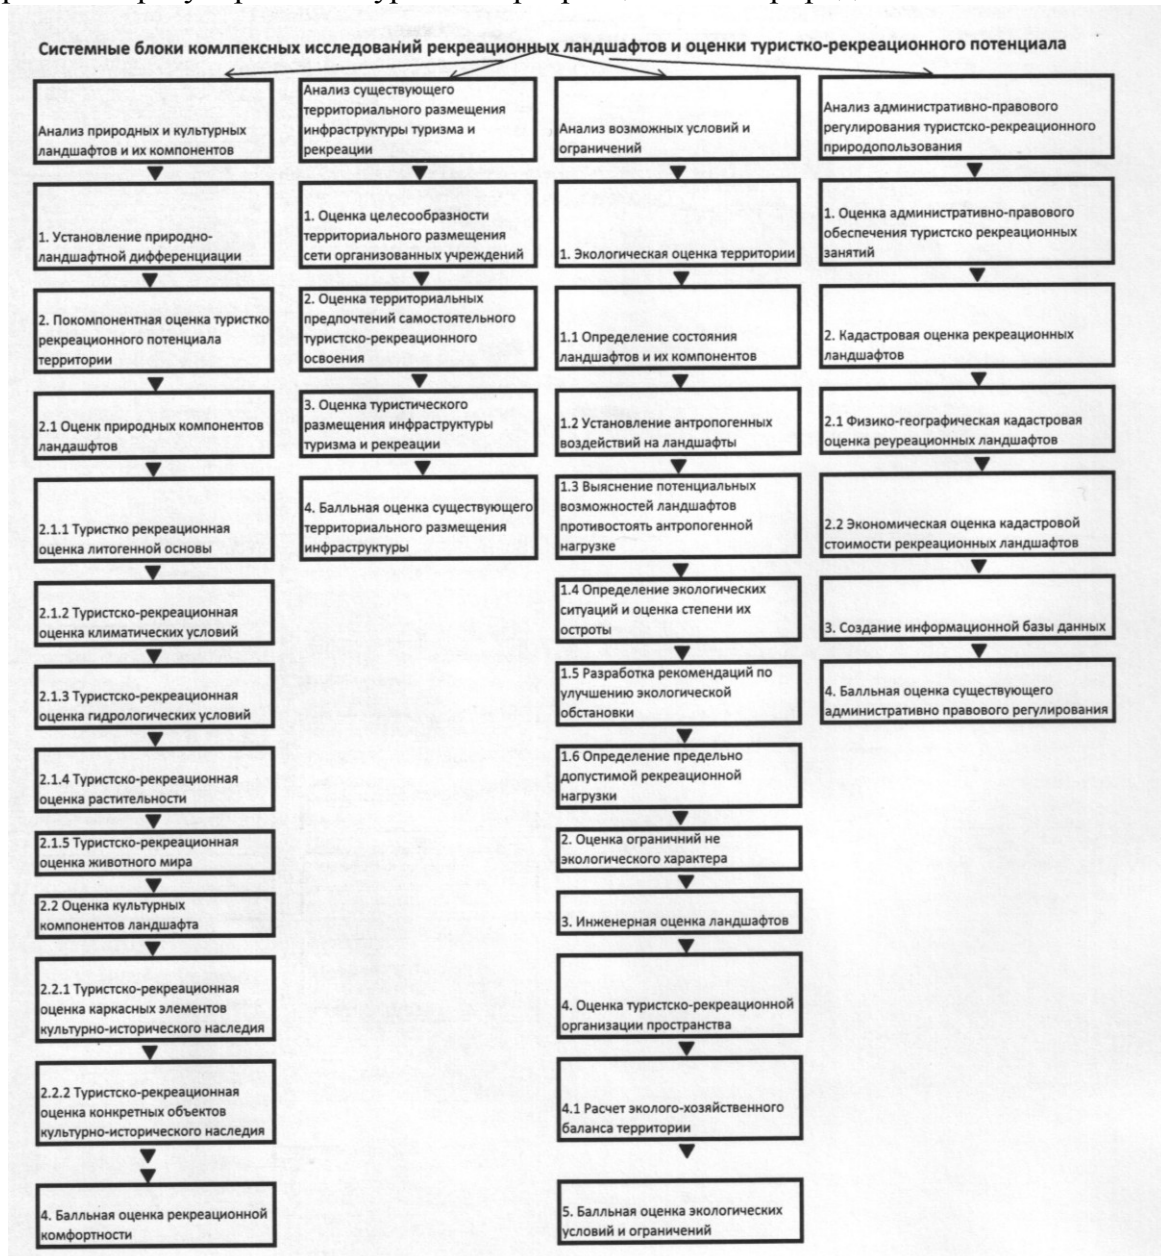 Системные блоки комлпексных исследований рекреационных ландшафтов и оценки туристко-рекреационного потенциала
Анализ природных и культурных
ландшафтов и их компонентов
1. Установление природно-
ландшафтной дифференциации
2. Покомпонентная оценка туристко
рекреационного потенциала
территории
2.1 Оценк природных компонентов
ландашфтов
2.1.1 Туристко рекреационная
оценка литогенной основы
2.1.2 Туристско-рекреационная
оценка климатических условий
2.1.3 Туристско-рекреационная
оценка гидрологических условий
2.1.4 Туристско-рекреационная
оценка растительности
2.1.5 Туристско-рекреационная
оценка животного мира
2.2 Оценка культурных
компонентов ландшафта
2.2.1 Туристско-рекреационная
оценка каркасных элементов
культурно-исторического наследия
2.2.2 Туристско-рекреационная
оценка конкретных объектов
культурно-исторического наследия
4. Балльная оценка рекреационной
комфортности
Анализ существующего
территориального размещения
инфраструктуры туризма и
рекреации
1. Оценка целесообразности
территориального размещения
сети организованных учреждений
2. Оценка территориальных
предпочтений самостоятельного
туристско-рекреационного
освоения
3. Оценка туристического
размещения инфраструктуры
туризма и рекреации
4. Балльная оценка существующего
территориального размещения
инфраструктуры
Анализ возможных условий и
ограничений
1. Экологическая оценка территории
1.1 Определение состояния
ландшафтов и их компонентов
1.2 Установление антропогенных
воздействий на ландшафты
1.3 Выяснение потенциальных
возможностей ландшафтов
противостоять антропогенной
нагрузке
1.4 Определение экологических
ситуаций и оценка степени их
остроты
1.5 Разработка рекомендаций по
улучшению экологической
обстановки
1.6 Определение предельно
допустимой рекреационной
нагрузки
2. Оценка ограничний не
экологического характера
3. Инженерная оценка ландшафтов
4. Оценка туристско-рекреационной
организации пространства
4.1 Расчет эколого-хозяйственного
баланса территории
5. Балльная оценка экологических
условий и ограничений
Анализ административно-правового
регулирования туристско-рекреационного
природопользования
1. Оценка административно-правового
обеспечения туристско рекреационных
занятий
2. Кадастровая оценка рекреационных
ландшафтов
2.1 Физико-географическая кадастровая
оценка реуреационных ландшафтов
2.2 Экономическая оценка кадастровой
стоимости рекреационных ландшафтов
3. Создание информационной базы данных
4. Балльная оценка существующего
административно правового регулирования